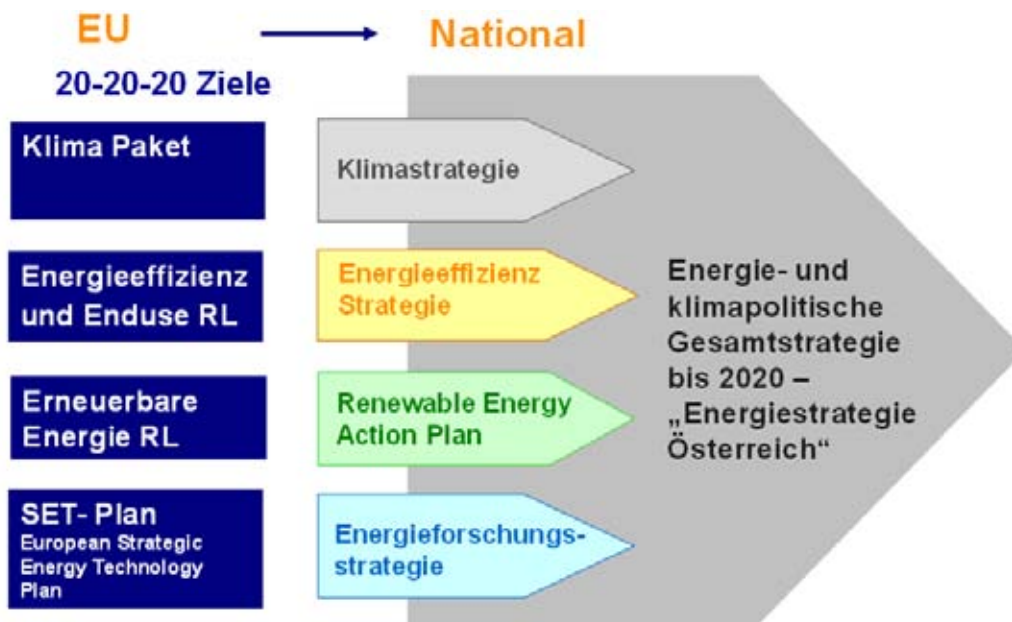 EU
National
20-20-20 Ziele
Klima Paket
Klimastrategie
Energieeffizienz
und Enduse RL
Energieeffizienz
Strategie
Erneuerbare
Energie RL
Renewable Energy
Action Plan
SET- Plan
European Strategic
Energy Technology
Plan
Energieforschungs-
strategie
Energie- und
klimapolitische
Gesamtstrategie
bis 2020 –
„Energiestrategie
Österreich“